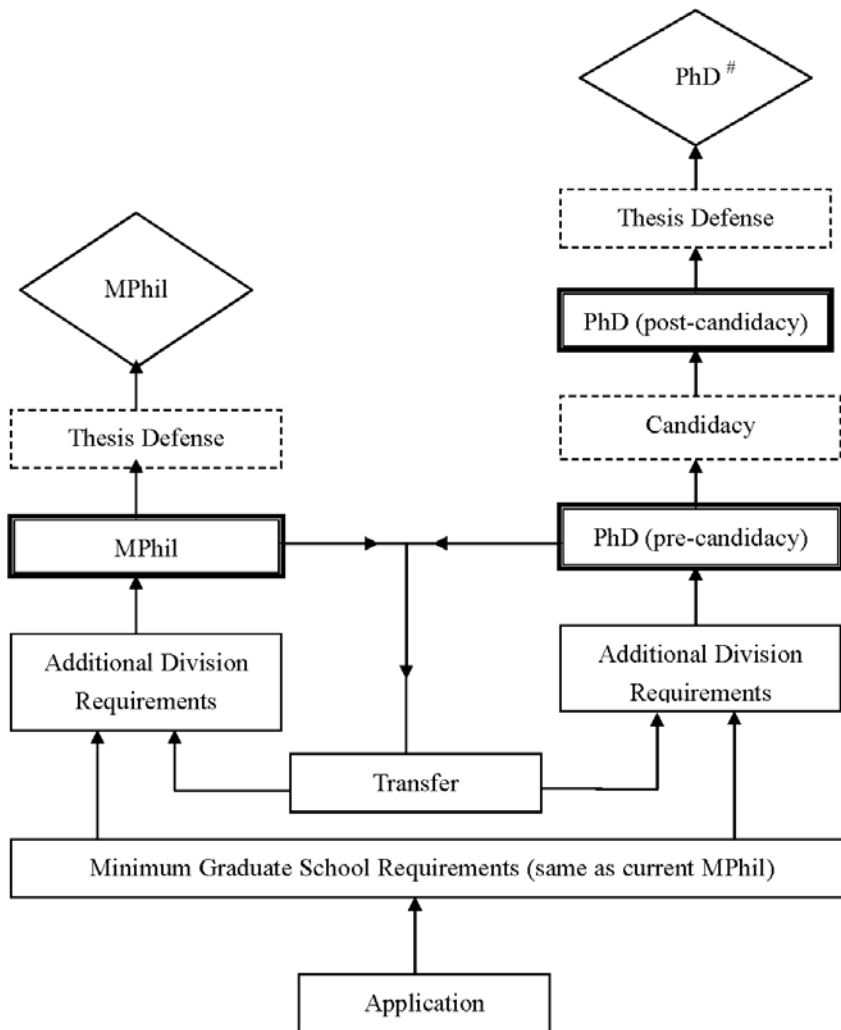 PhD #
Thesis Defense
MPhil
PhD (post-candidacy)
Thesis Defense
Candidacy
MPhil
PhD (pre-candidacy)
Additional Division
Requirements
Additional Division
Requirements
Transfer
Minimum Graduate School Requirements (same as current MPhil)
Application